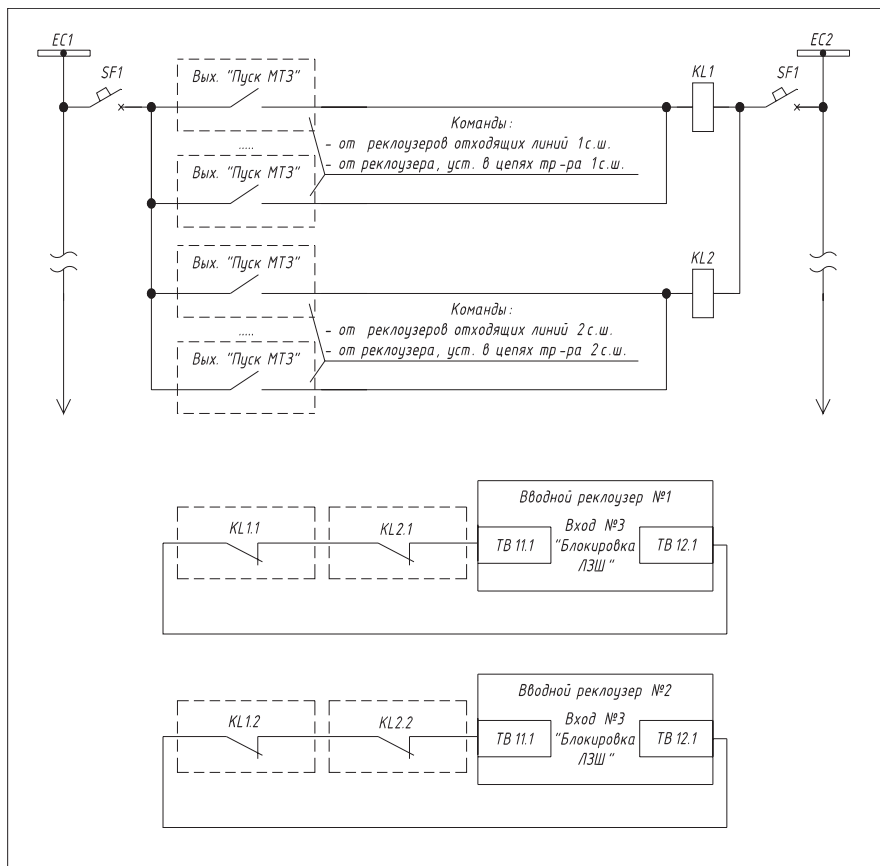 EC1
EC2
SF1
Вых. "Пуск МТЗ"
KL1
SF1
Команды:
- от реклоузеров отходящих линий 1с.ш.
- от реклоузера, уст. в цепях тр-ра 1с.ш.
.....
Вых. "Пуск МТЗ"
Вых. "Пуск МТЗ"
KL2
Команды:
- от реклоузеров отходящих линий 2с.ш.
- от реклоузера, уст. в цепях тр-ра 2с.ш.
.....
Вых. "Пуск МТЗ"
Вводной реклоузер №1
KL1.1
KL2.1
TB 11.1
Вход №3
"Блокировка
ЛЗШ"
TB 12.1
Вводной реклоузер №2
KL1.2
KL2.2
TB 11.1
Вход №3
"Блокировка
ЛЗШ"
TB 12.1